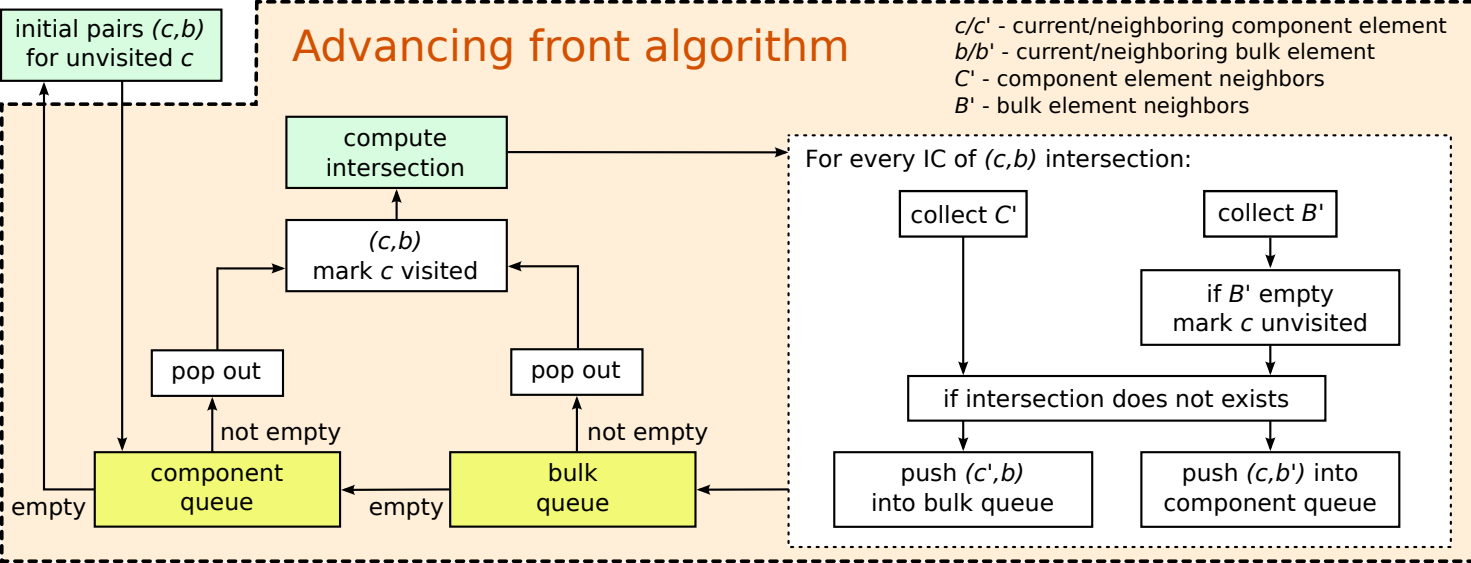 initial pairs (c,b)
for unvisited c
Advancing front algorithm
c/c' - current/neighboring component element
b/b' - current/neighboring bulk element
C' - component element neighbors
B' - bulk element neighbors
compute
intersection
(c,b)
mark c visited
pop out
pop out
not empty
not empty
component
queue
bulk
queue
empty
empty
For every IC of (c,b) intersection:
collect C'
collect B'
if B' empty
mark c unvisited
if intersection does not exists
push (c',b)
into bulk queue
push (c,b') into
component queue